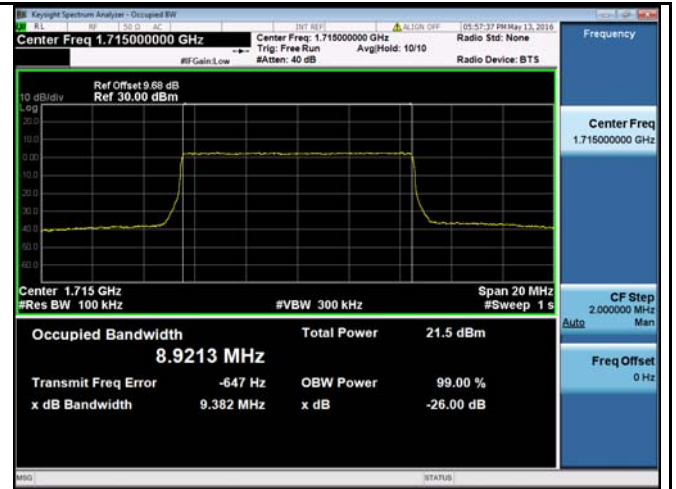 Keysight Spectrum Analyzer - Occupied BW
RL RF 50 Ω AC INT REF ALIGN OFF 05:57:37 PM May 13, 2016
Center Freq 1.715000000 GHz
Center Freq: 1.715000000 GHz
Radio Std: None
Trig: Free Run Avg|Hold: 10/10
#IFGain:Low #Atten: 40 dB
Radio Device: BTS
Frequency
Ref Offset 9.68 dB
10 dB/div Ref 30.00 dBm
Log
20.0
10.0
0.00
10.0
20.0
30.0
40.0
50.0
60.0
Center 1.715 GHz Span 20 MHz
#Res BW 100 kHz #VBW 300 kHz #Sweep 1 s
Center Freq
1.715000000 GHz
CF Step
2.000000 MHz
Auto Man
Freq Offset
0 Hz
Occupied Bandwidth Total Power 21.5 dBm
8.9213 MHz
Transmit Freq Error -647 Hz OBW Power 99.00 %
x dB Bandwidth 9.382 MHz x dB -26.00 dB
MSG STATUS